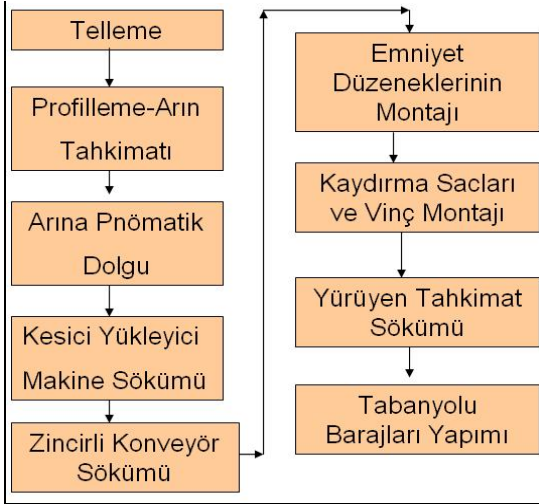 Telleme
Profilleme-Arın
Tahkimatı
Arına Pnömatik
Dolgu
Kesici Yükleyici
Makine Sökümü
Zincirli Konveyör
Sökümü
Emniyet
Düzeneklerinin
Montajı
Kaydırma Sacları
ve Vinç Montajı
Yürüyen Tahkimat
Sökümü
Tabanyolu
Barajları Yapımı